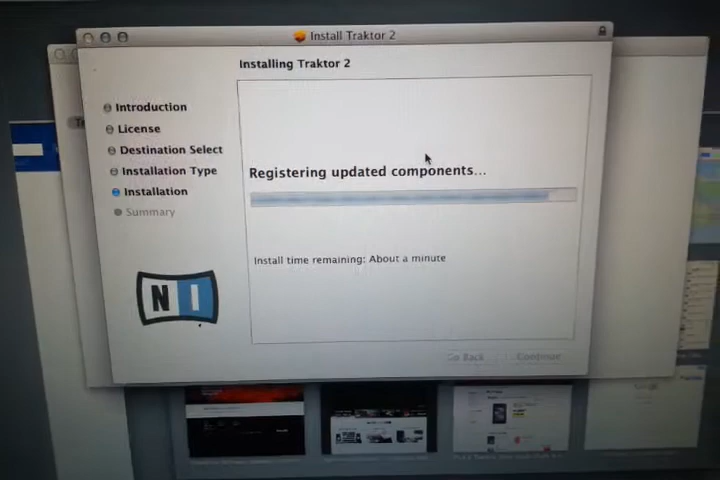 Install Traktor 2
Installing Traktor 2
Introduction
License
Destination Select
Installation Type
Installation
Summary
Registering updated components...
Install time remaining: About a minute
NI
Go Back
Continue